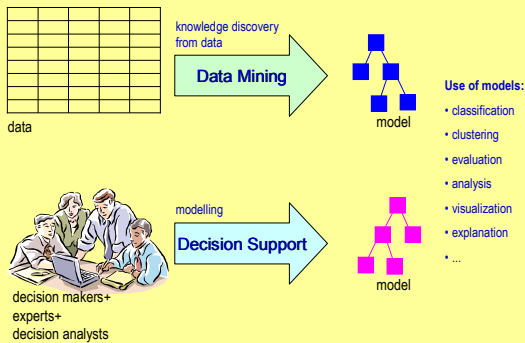 knowledge discovery
from data
Data Mining
data
model
modelling
Decision Support
decision makers+
experts+
decision analysts
model
Use of models:
• classification
• clustering
• evaluation
• analysis
• visualization
• explanation
• ...